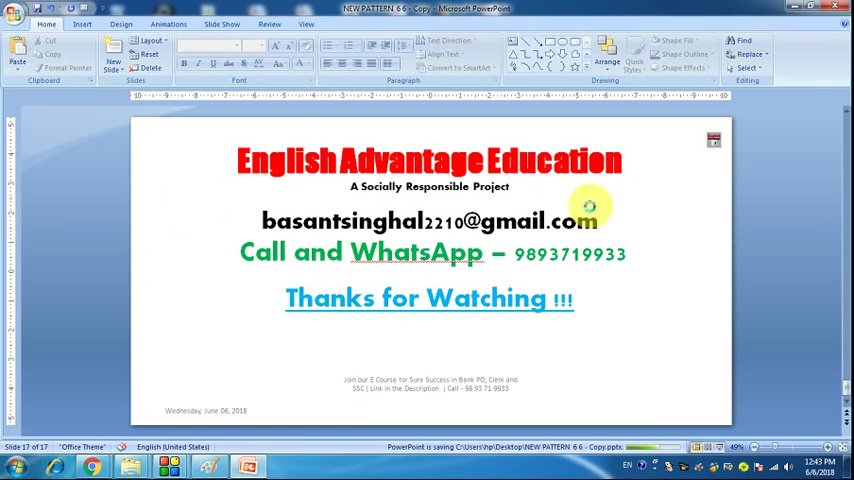 NEW PATTERN 6 6 - Copy - Microsoft PowerPoint
Home Insert Design Animations Slide Show Review View
Paste
Cut
Copy
Format Painter
Clipboard
New Slide
Layout
Reset
Delete
Slides
Font
Text Direction
Align Text
Convert to SmartArt
Paragraph
Arrange
Quick Styles
Shape Fill
Shape Outline
Shape Effects
Drawing
Find
Replace
Select
Editing
English Advantage Education
A Socially Responsible Project
basantsinghal2210@gmail.com
Call and WhatsApp – 9893719933
Thanks for Watching !!!
Join our E Course for Sure Success in Bank PO, Clerk and
SSC | Link in the Description | Call - 98 93 71 9933
Wednesday, June 06, 2018
Slide 17 of 17 "Office Theme" English (United States) PowerPoint is saving C:\Users\hp\Desktop\NEW PATTERN 6 6 - Copy.pptx. 49%
EN 12:43 PM
6/6/2018